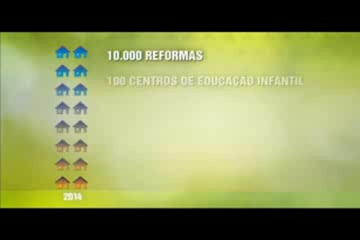 10.000 REFORMAS
100 CENTROS DE EDUCAÇÃO INFANTIL
2014